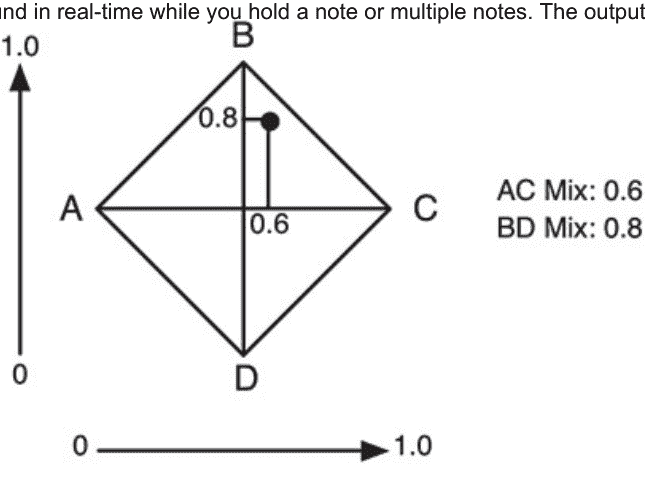 und in real-time while you hold a note or multiple notes. The output
1.0
B
0.8
A
C
0.6
AC Mix: 0.6
BD Mix: 0.8
0
D
0
1.0